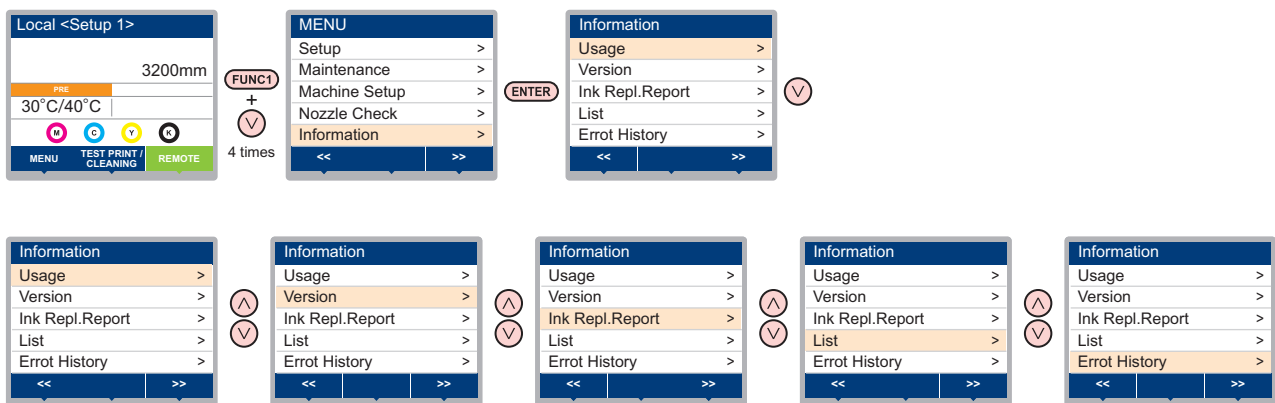 Local <Setup 1>
3200mm
PRE
30˚C/40˚C
M C Y K
MENU TEST PRINT / CLEANING REMOTE
FUNC1
+
4 times
MENU
Setup >
Maintenance >
Machine Setup >
Nozzle Check >
Information >
<< >>
ENTER
Information
Usage >
Version >
Ink Repl.Report >
List >
Errot History >
<< >>
Information
Usage >
Version >
Ink Repl.Report >
List >
Errot History >
<< >>
Information
Usage >
Version >
Ink Repl.Report >
List >
Errot History >
<< >>
Information
Usage >
Version >
Ink Repl.Report >
List >
Errot History >
<< >>
Information
Usage >
Version >
Ink Repl.Report >
List >
Errot History >
<< >>
Information
Usage >
Version >
Ink Repl.Report >
List >
Errot History >
<< >>